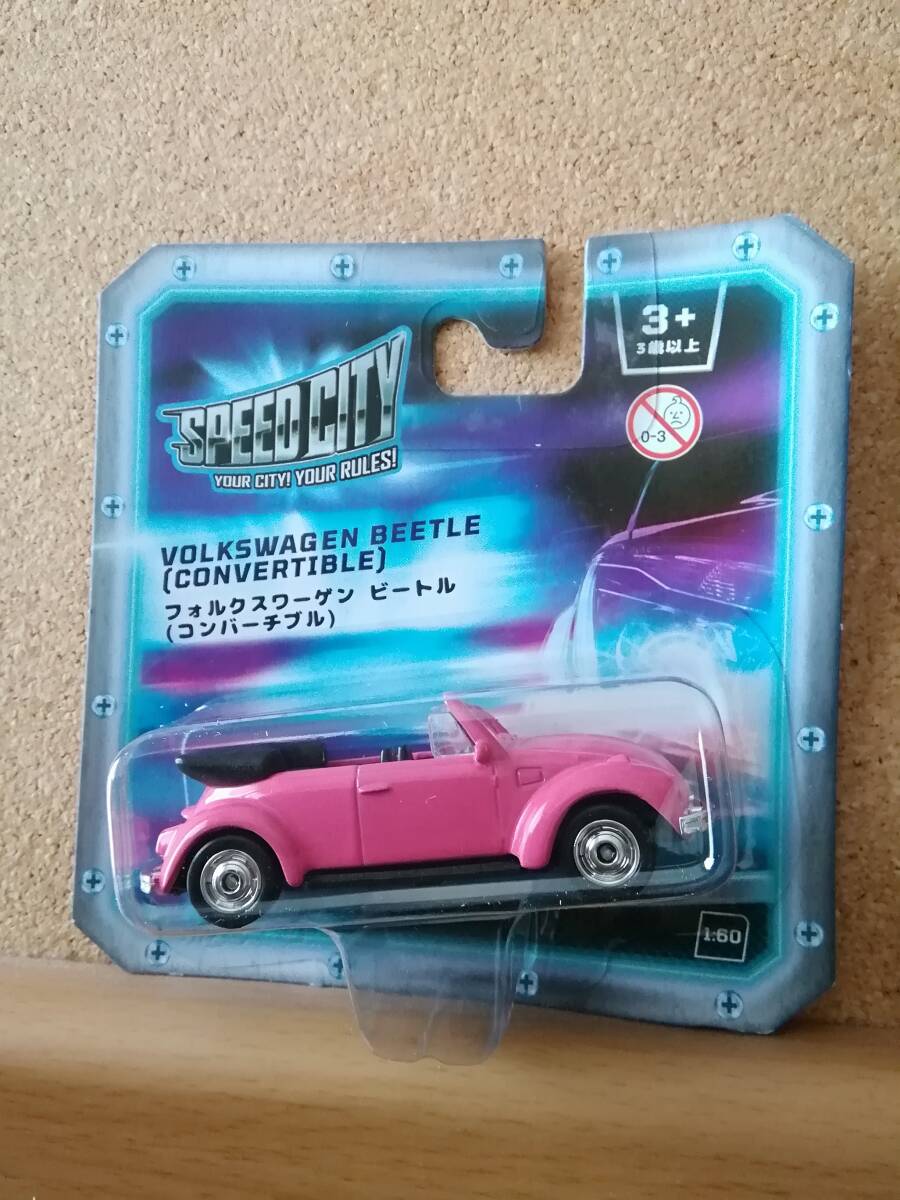 SPEED CITY
YOUR CITY! YOUR RULES!
3+
3歳以上
0-3
VOLKSWAGEN BEETLE
(CONVERTIBLE)
フォルクスワーゲン ビートル
(コンバーチブル)
1:60